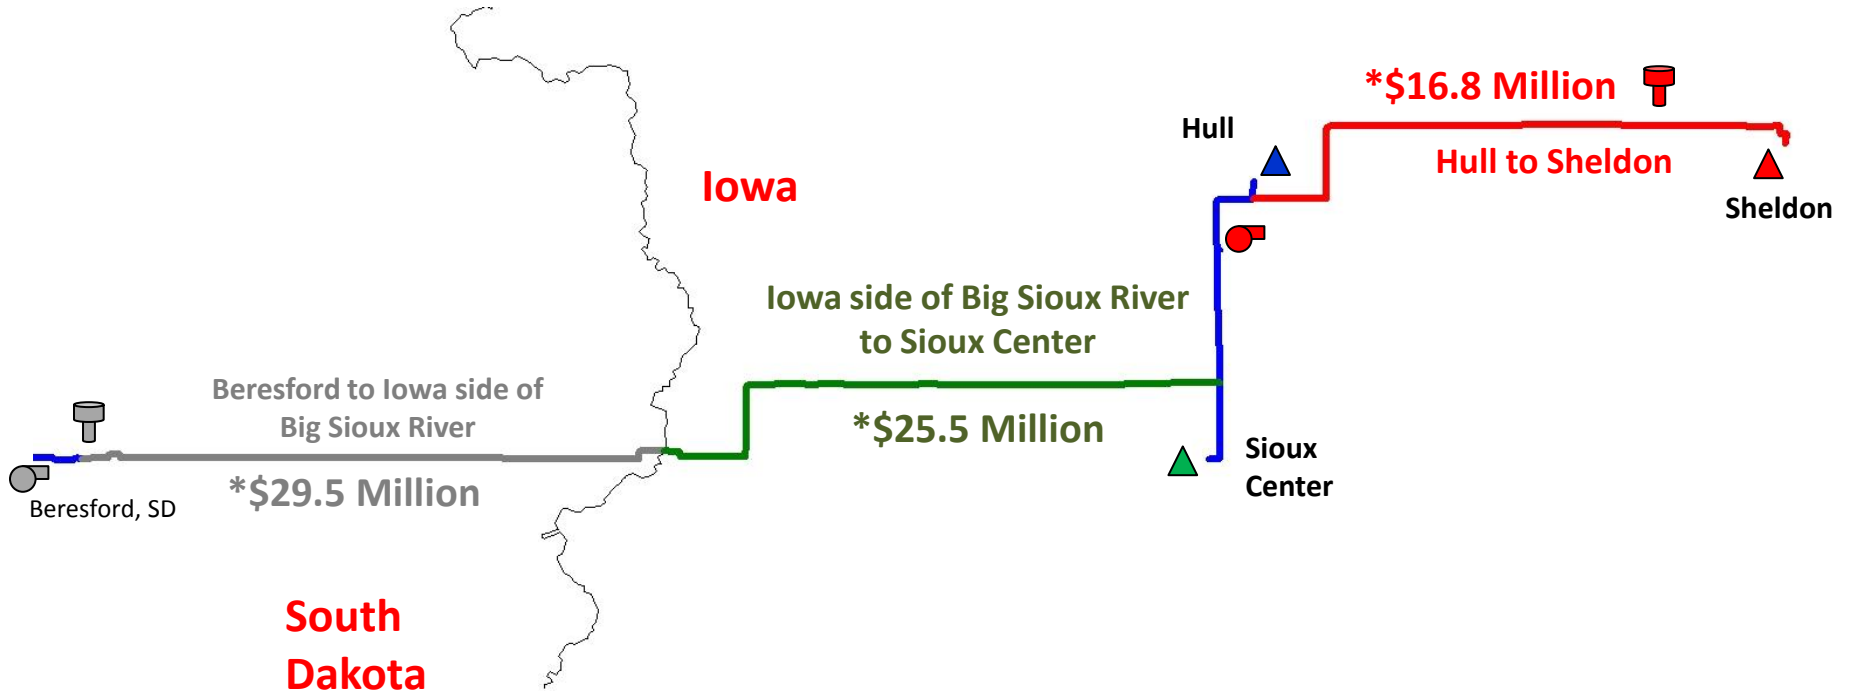 *$16.8 Million
Hull
Hull to Sheldon
Iowa
Sheldon
Iowa side of Big Sioux River
to Sioux Center
Beresford to Iowa side of
Big Sioux River
*$25.5 Million
Sioux
Center
*$29.5 Million
Beresford, SD
South
Dakota